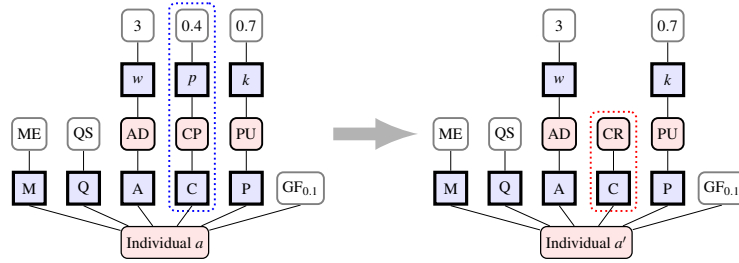 3 0.4 0.7 3 0.7
w p k w k
ME QS AD CP PU ME QS AD CR PU
M Q A C P GF0.1 M Q A C P GF0.1
Individual a Individual a′